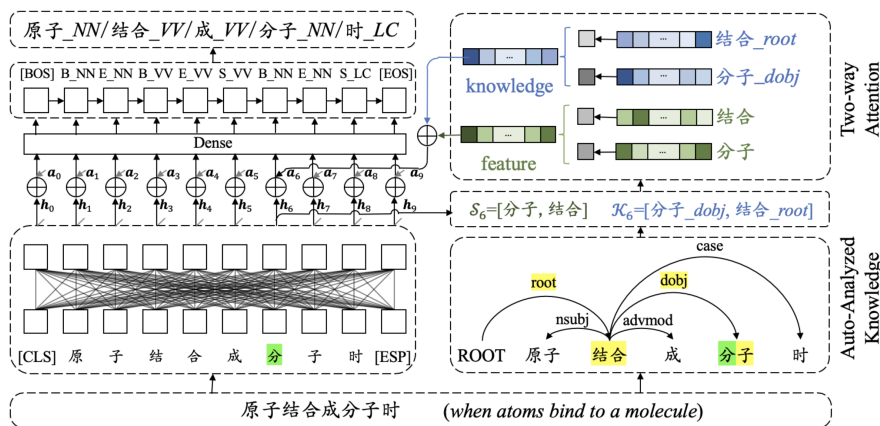 原子_NN/结合_VV/成_VV/分子_NN/时_LC
[BOS] B_NN E_NN B_VV E_VV S_VV B_NN E_NN S_LC [EOS]
Dense
a0 a1 a2 a3 a4 a5 a6 a7 a8 a9
h0 h1 h2 h3 h4 h5 h6 h7 h8 h9
[CLS] 原 子 结 合 成 分 子 时 [ESP]
knowledge
... 
... 结合_root
... 分子_dobj
feature
...
... 结合
... 分子
Two-way
Attention
S6=[分子, 结合] K6=[分子_dobj, 结合_root]
case
root
dobj
nsubj
advmod
ROOT 原子 结合 成 分子 时
Auto-Analyzed
Knowledge
原子结合成分子时 (when atoms bind to a molecule)